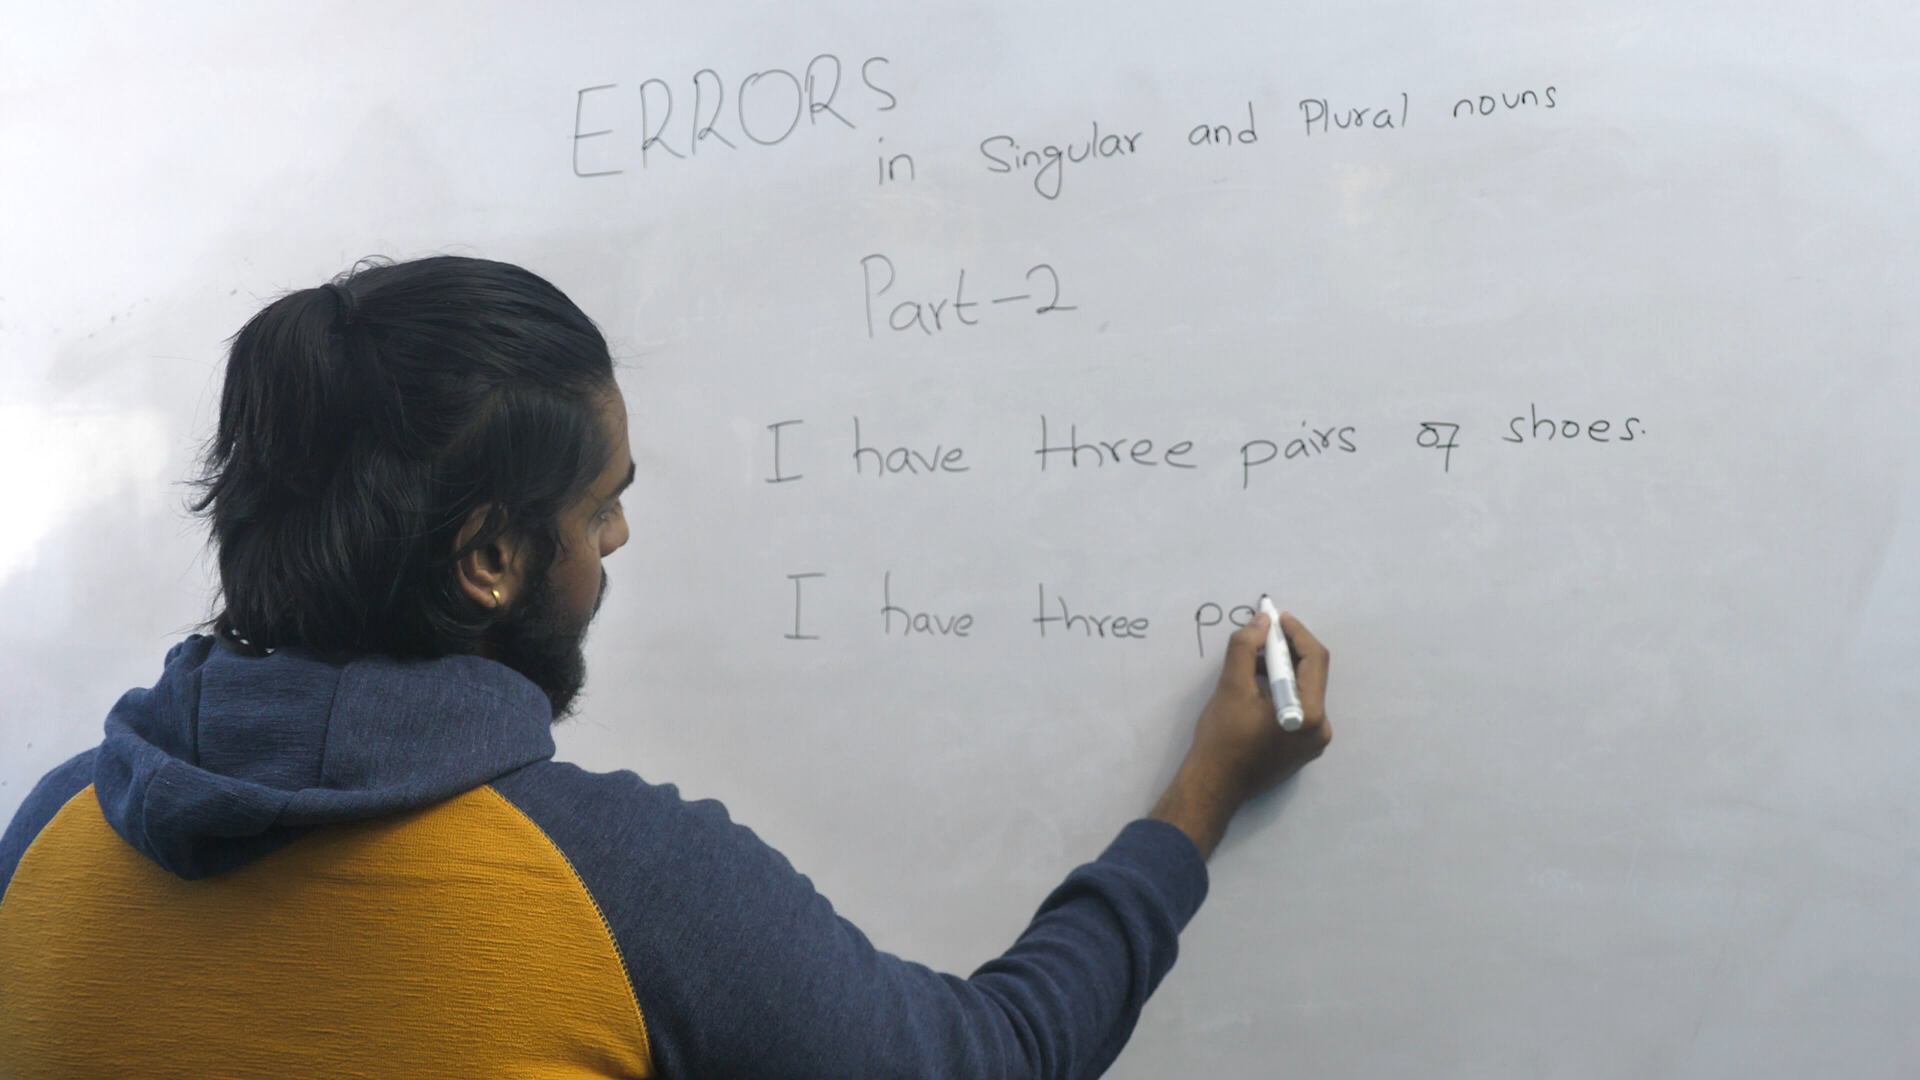 ERRORS
in Singular and Plural nouns
Part-2
I have three pairs of shoes.
I have three pa